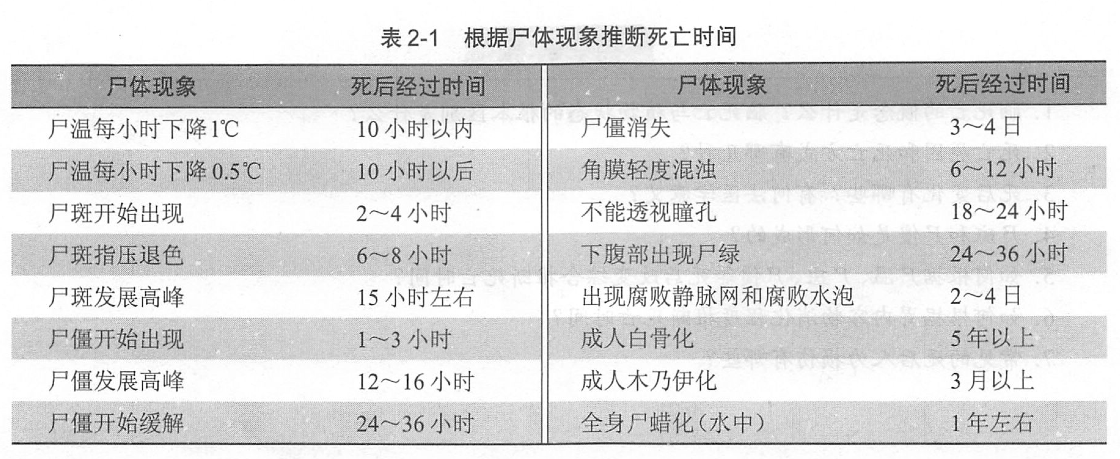 表 2-1 根据尸体现象推断死亡时间
尸体现象 死后经过时间 尸体现象 死后经过时间
尸温每小时下降 1℃ 10 小时以内 尸僵消失 3～4 日
尸温每小时下降 0.5℃ 10 小时以后 角膜轻度混浊 6～12 小时
尸斑开始出现 2～4 小时 不能透视瞳孔 18～24 小时
尸斑指压退色 6～8 小时 下腹部出现尸绿 24～36 小时
尸斑发展高峰 15 小时左右 出现腐败静脉网和腐败水泡 2～4 日
尸僵开始出现 1～3 小时 成人白骨化 5 年以上
尸僵发展高峰 12～16 小时 成人木乃伊化 3 月以上
尸僵开始缓解 24～36 小时 全身尸蜡化（水中） 1 年左右